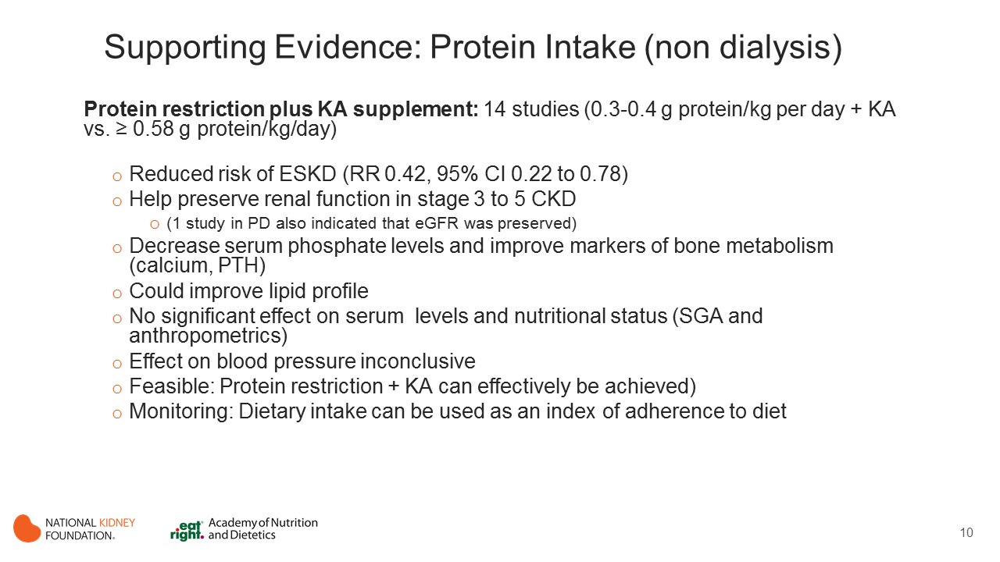 Supporting Evidence: Protein Intake (non dialysis)
Protein restriction plus KA supplement: 14 studies (0.3-0.4 g protein/kg per day + KA
vs. ≥ 0.58 g protein/kg/day)
o Reduced risk of ESKD (RR 0.42, 95% CI 0.22 to 0.78)
o Help preserve renal function in stage 3 to 5 CKD
o (1 study in PD also indicated that eGFR was preserved)
o Decrease serum phosphate levels and improve markers of bone metabolism
(calcium, PTH)
o Could improve lipid profile
o No significant effect on serum  levels and nutritional status (SGA and
anthropometrics)
o Effect on blood pressure inconclusive
o Feasible: Protein restriction + KA can effectively be achieved)
o Monitoring: Dietary intake can be used as an index of adherence to diet
NATIONAL KIDNEY
FOUNDATION®
eat
right.
Academy of Nutrition
and Dietetics
10